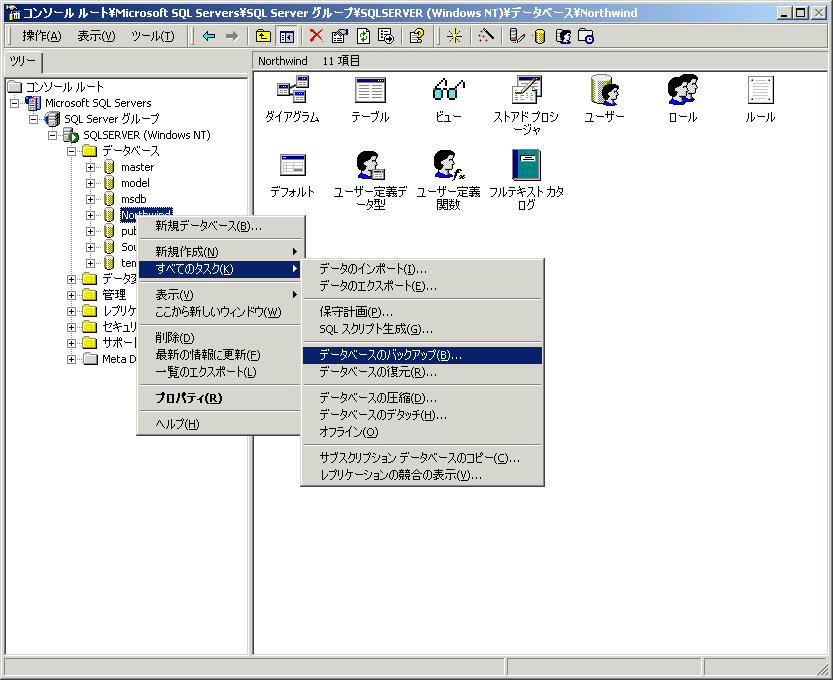 コンソール ルート¥Microsoft SQL Servers¥SQL Server グループ¥SQLSERVER (Windows NT)¥データベース¥Northwind
操作(A) 表示(V) ツール(T)
ツリー
Northwind 11 項目
コンソール ルート
Microsoft SQL Servers
SQL Server グループ
SQLSERVER (Windows NT)
データベース
master
model
msdb
Northwind
pub
Sou
ten
データ変
管理
レプリケ
セキュリ
サポート
Meta D
ダイアグラム
テーブル
ビュー
ストアド プロシ
ージャ
ユーザー
ロール
ルール
デフォルト
ユーザー定義デ
ータ型
ユーザー定義
関数
フルテキスト カタ
ログ
新規データベース(B)...
新規作成(N)
すべてのタスク(K)
表示(V)
ここから新しいウィンドウ(W)
削除(D)
最新の情報に更新(F)
一覧のエクスポート(L)
プロパティ(R)
ヘルプ(H)
データのインポート(I)...
データのエクスポート(E)...
保守計画(P)...
SQL スクリプト生成(G)...
データベースのバックアップ(B)...
データベースの復元(R)...
データベースの圧縮(D)...
データベースのデタッチ(H)...
オフライン(O)
サブスクリプション データベースのコピー(C)...
レプリケーションの競合の表示(V)...